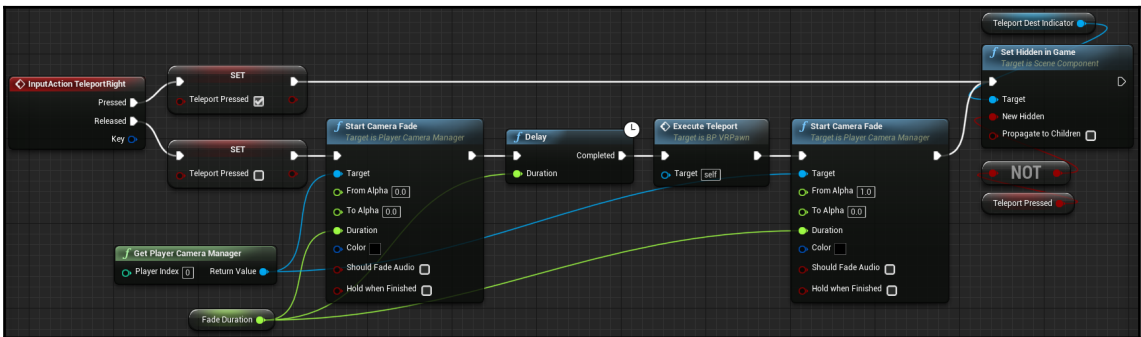 InputAction TeleportRight
Pressed
Released
Key
SET
Teleport Pressed
SET
Teleport Pressed
Get Player Camera Manager
Player Index 0 Return Value
Fade Duration
f Start Camera Fade
Target is Player Camera Manager
Target
From Alpha 0.0
To Alpha 0.0
Duration
Color
Should Fade Audio
Hold when Finished
f Delay
Completed
Duration
Execute Teleport
Target is BP VRPawn
Target self
f Start Camera Fade
Target is Player Camera Manager
Target
From Alpha 1.0
To Alpha 0.0
Duration
Color
Should Fade Audio
Hold when Finished
Teleport Dest Indicator
f Set Hidden in Game
Target is Scene Component
Target
New Hidden
Propagate to Children
NOT
Teleport Pressed